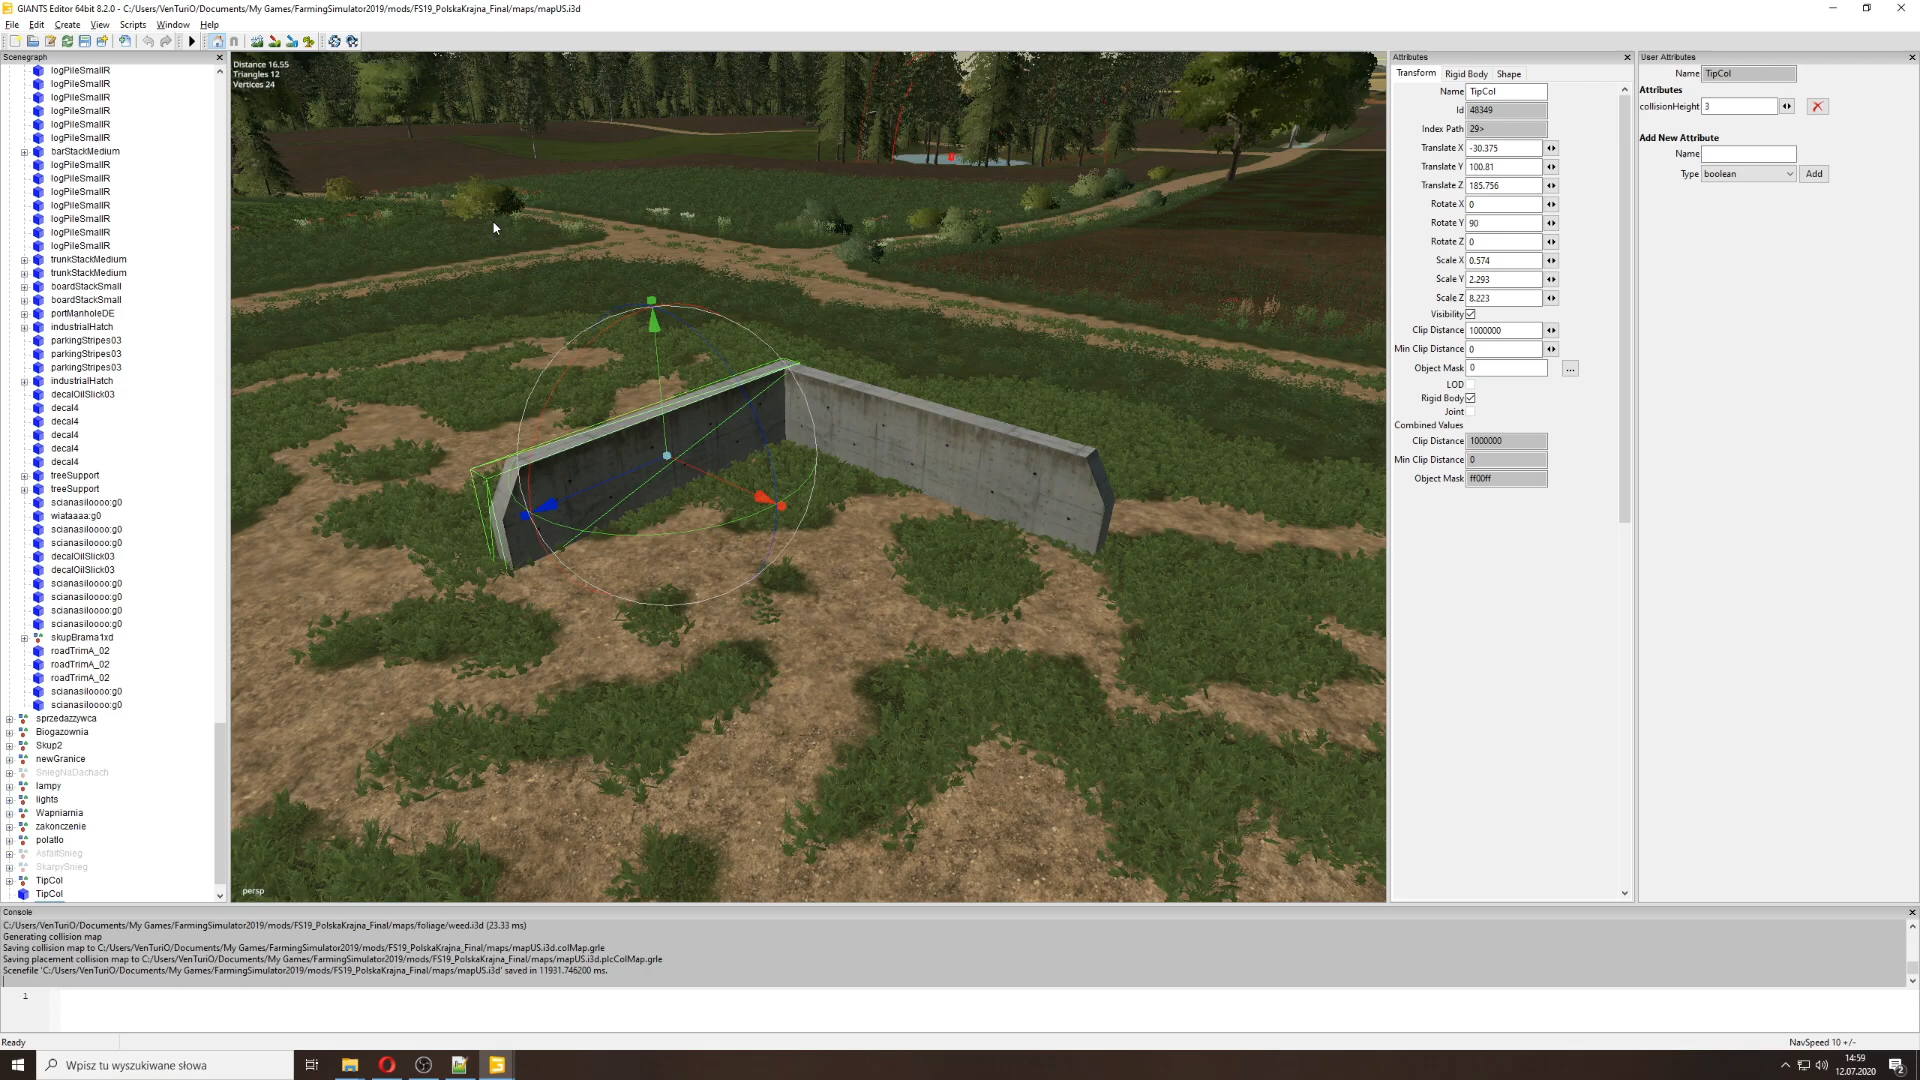 GIANTS Editor 64bit 8.2.0 - C:/Users/VenTuriO/Documents/My Games/FarmingSimulator2019/mods/FS19_PolskaKrajna_Final/maps/mapUS.i3d
File Edit Create View Scripts Window Help
Scenegraph
logPileSmallR
logPileSmallR
logPileSmallR
logPileSmallR
logPileSmallR
logPileSmallR
barStackMedium
logPileSmallR
logPileSmallR
logPileSmallR
logPileSmallR
logPileSmallR
logPileSmallR
logPileSmallR
trunkStackMedium
trunkStackMedium
boardStackSmall
boardStackSmall
portManholeDE
industrialHatch
parkingStripes03
parkingStripes03
parkingStripes03
industrialHatch
decalOilSlick03
decal4
decal4
decal4
decal4
decal4
treeSupport
treeSupport
scianasiloooo:g0
wiataaaa:g0
scianasiloooo:g0
scianasiloooo:g0
decalOilSlick03
decalOilSlick03
scianasiloooo:g0
scianasiloooo:g0
scianasiloooo:g0
scianasiloooo:g0
skupBrama1xd
roadTrimA_02
roadTrimA_02
roadTrimA_02
scianasiloooo:g0
scianasiloooo:g0
sprzedazzywca
Biogazownia
Skup2
newGranice
SniegNaDachach
lampy
lights
Wapniarnia
zakonczenie
polatlo
AsfaltSnieg
SkarpySnieg
TipCol
TipCol
Distance 16.55
Triangles 12
Vertices 24
persp
Attributes
Transform Rigid Body Shape
Name TipCol
Id 48349
Index Path 29>
Translate X -30.375
Translate Y 100.81
Translate Z 185.756
Rotate X 0
Rotate Y 90
Rotate Z 0
Scale X 0.574
Scale Y 2.293
Scale Z 8.223
Visibility
Clip Distance 1000000
Min Clip Distance 0
Object Mask 0 ...
LOD
Rigid Body
Joint
Combined Values
Clip Distance 1000000
Min Clip Distance 0
Object Mask ff00ff
User Attributes
Name TipCol
Attributes
collisionHeight 3
Add New Attribute
Name
Type boolean Add
Console
C:/Users/VenTuriO/Documents/My Games/FarmingSimulator2019/mods/FS19_PolskaKrajna_Final/maps/foliage/weed.i3d (23.33 ms)
Generating collision map
Saving collision map to C:/Users/VenTuriO/Documents/My Games/FarmingSimulator2019/mods/FS19_PolskaKrajna_Final/maps/mapUS.i3d.colMap.grle
Saving placement collision map to C:/Users/VenTuriO/Documents/My Games/FarmingSimulator2019/mods/FS19_PolskaKrajna_Final/maps/mapUS.i3d.plcColMap.grle
Scenefile 'C:/Users/VenTuriO/Documents/My Games/FarmingSimulator2019/mods/FS19_PolskaKrajna_Final/maps/mapUS.i3d' saved in 11931.746200 ms.
1
Ready
NavSpeed 10 +/-
Wpisz tu wyszukiwane słowa
14:59
12.07.2020
2